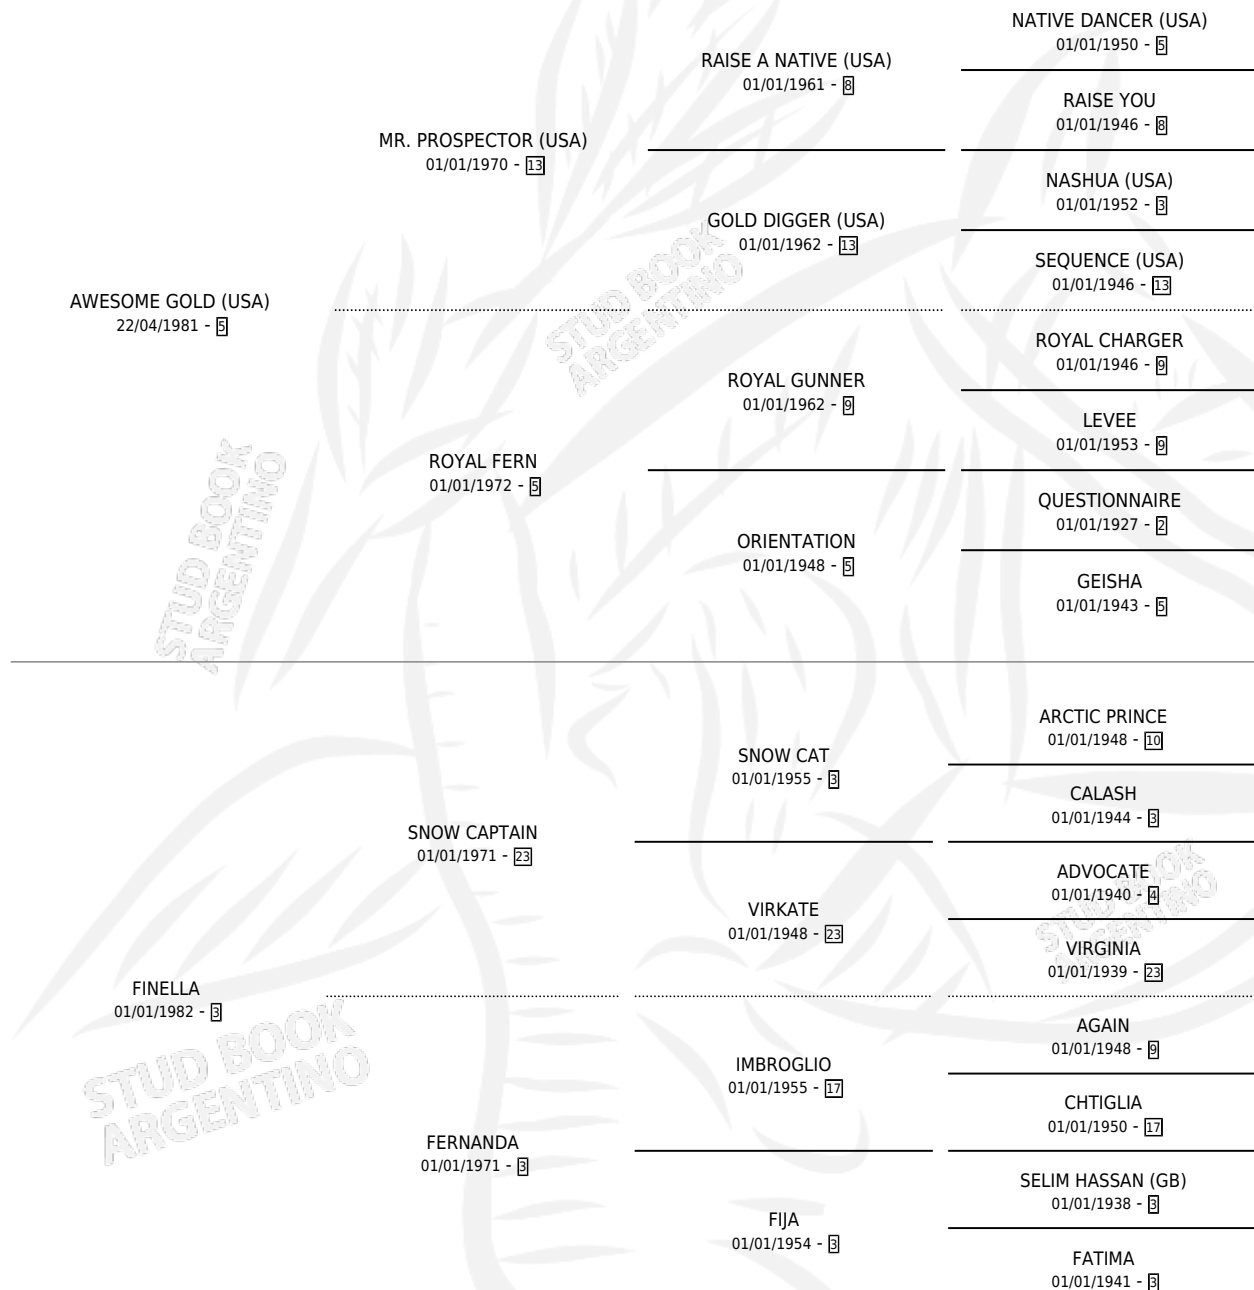 NATIVE DANCER (USA)
01/01/1950 - 5
RAISE A NATIVE (USA)
01/01/1961 - 8
RAISE YOU
01/01/1946 - 8
MR. PROSPECTOR (USA)
01/01/1970 - 13
NASHUA (USA)
01/01/1952 - 3
GOLD DIGGER (USA)
01/01/1962 - 13
SEQUENCE (USA)
01/01/1946 - 13
AWESOME GOLD (USA)
22/04/1981 - 5
ROYAL CHARGER
01/01/1946 - 9
ROYAL GUNNER
01/01/1962 - 9
LEVEE
01/01/1953 - 9
ROYAL FERN
01/01/1972 - 5
QUESTIONNAIRE
01/01/1927 - 2
ORIENTATION
01/01/1948 - 5
GEISHA
01/01/1943 - 5
ARCTIC PRINCE
01/01/1948 - 10
SNOW CAT
01/01/1955 - 3
CALASH
01/01/1944 - 3
SNOW CAPTAIN
01/01/1971 - 23
ADVOCATE
01/01/1940 - 4
VIRKATE
01/01/1948 - 23
VIRGINIA
01/01/1939 - 23
FINELLA
01/01/1982 - 3
AGAIN
01/01/1948 - 9
IMBROGLIO
01/01/1955 - 17
CHTIGLIA
01/01/1950 - 17
FERNANDA
01/01/1971 - 3
SELIM HASSAN (GB)
01/01/1938 - 3
FIJA
01/01/1954 - 3
FATIMA
01/01/1941 - 3
STUD BOOK
ARGENTINO
STUD BOOK
ARGENTINO
STUD BOOK
ARGENTINO
STUD BOOK
ARGENTINO